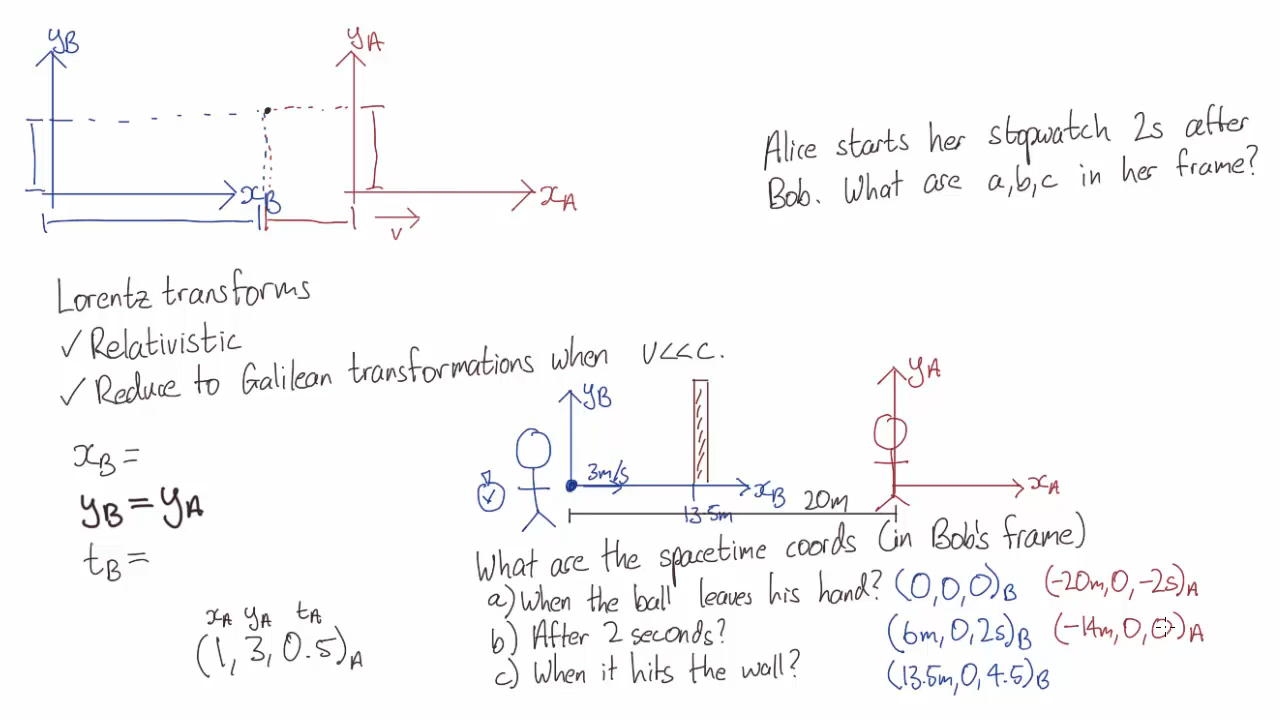 yB
yA
xB
xA
v
Alice starts her stopwatch 2s after
Bob. What are a,b,c in her frame?
Lorentz transforms
✓ Relativistic
✓ Reduce to Galilean transformations when v<<c.
xB =
yB = yA
tB =
xA yA tA
(1, 3, 0.5)A
yB
yA
3m/s
xB
xA
13.5m
20m
What are the spacetime coords (in Bob's frame)
a) When the ball leaves his hand? (0,0,0)B (-20m,0,-2s)A
b) After 2 seconds? (6m,0,2s)B (-14m,0,0)A
c) When it hits the wall? (13.5m,0,4.5)B